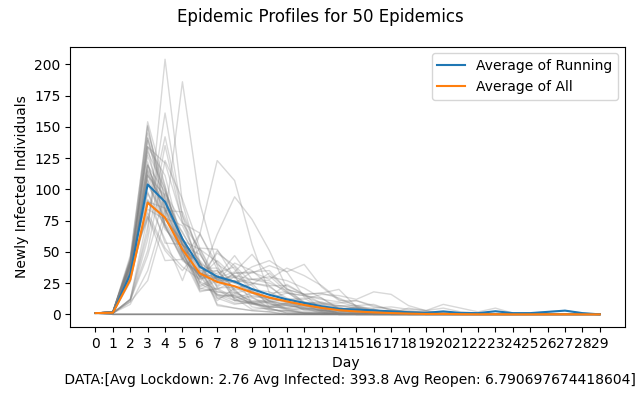 Epidemic Profiles for 50 Epidemics
Average of Running
Average of All
Newly Infected Individuals
200
175
150
125
100
75
50
25
0
0 1 2 3 4 5 6 7 8 9 10 11 12 13 14 15 16 17 18 19 20 21 22 23 24 25 26 27 28 29
Day
DATA:[Avg Lockdown: 2.76 Avg Infected: 393.8 Avg Reopen: 6.790697674418604]